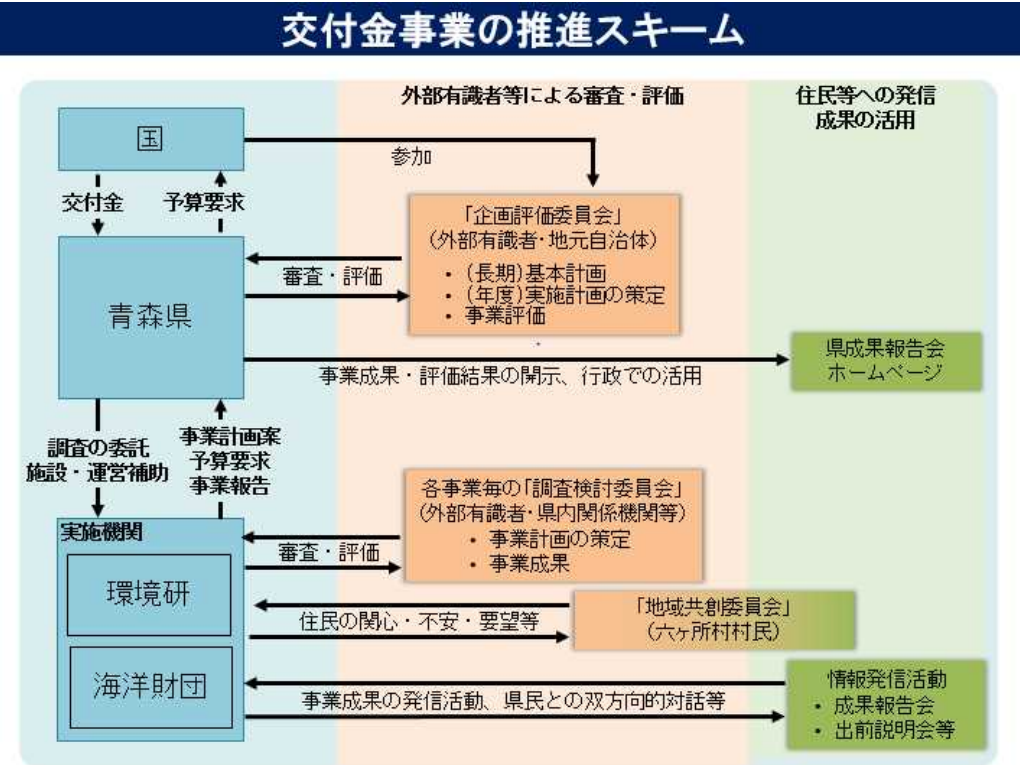 交付金事業の推進スキーム
外部有識者等による審査・評価
住民等への発信
成果の活用
国
参加
交付金
予算要求
「企画評価委員会」
(外部有識者・地元自治体)
・(長期)基本計画
・(年度)実施計画の策定
・事業評価
審査・評価
青森県
県成果報告会
ホームページ
事業成果・評価結果の開示、行政での活用
調査の委託
施設・運営補助
事業計画案
予算要求
事業報告
各事業毎の「調査検討委員会」
(外部有識者・県内関係機関等)
・事業計画の策定
・事業成果
実施機関
審査・評価
環境研
「地域共創委員会」
(六ヶ所村村民)
住民の関心・不安・要望等
海洋財団
情報発信活動
・成果報告会
・出前説明会等
事業成果の発信活動、県民との双方向的対話等